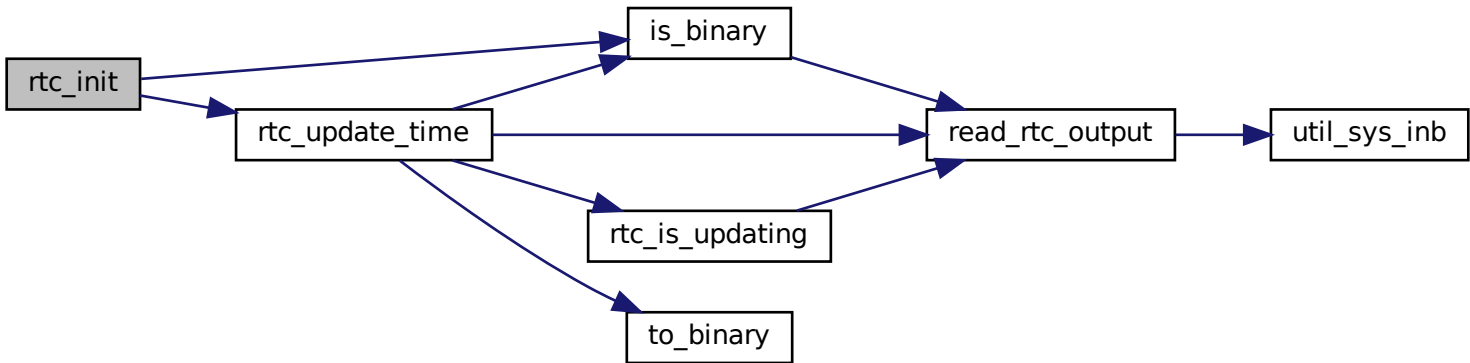 is_binary
rtc_init
rtc_update_time
read_rtc_output
util_sys_inb
rtc_is_updating
to_binary